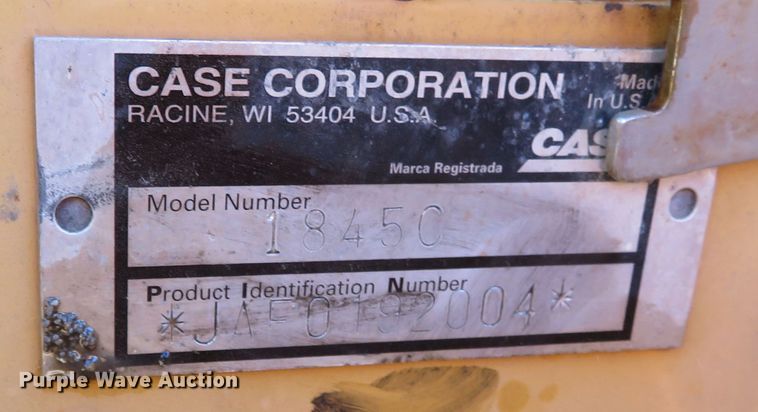 CASE CORPORATION
RACINE, WI 53404 U.S.A.
Made
In U.S.
CASE
Marca Registrada
Model Number
1845C
Product Identification Number
*JAF0192004*
Purple Wave Auction